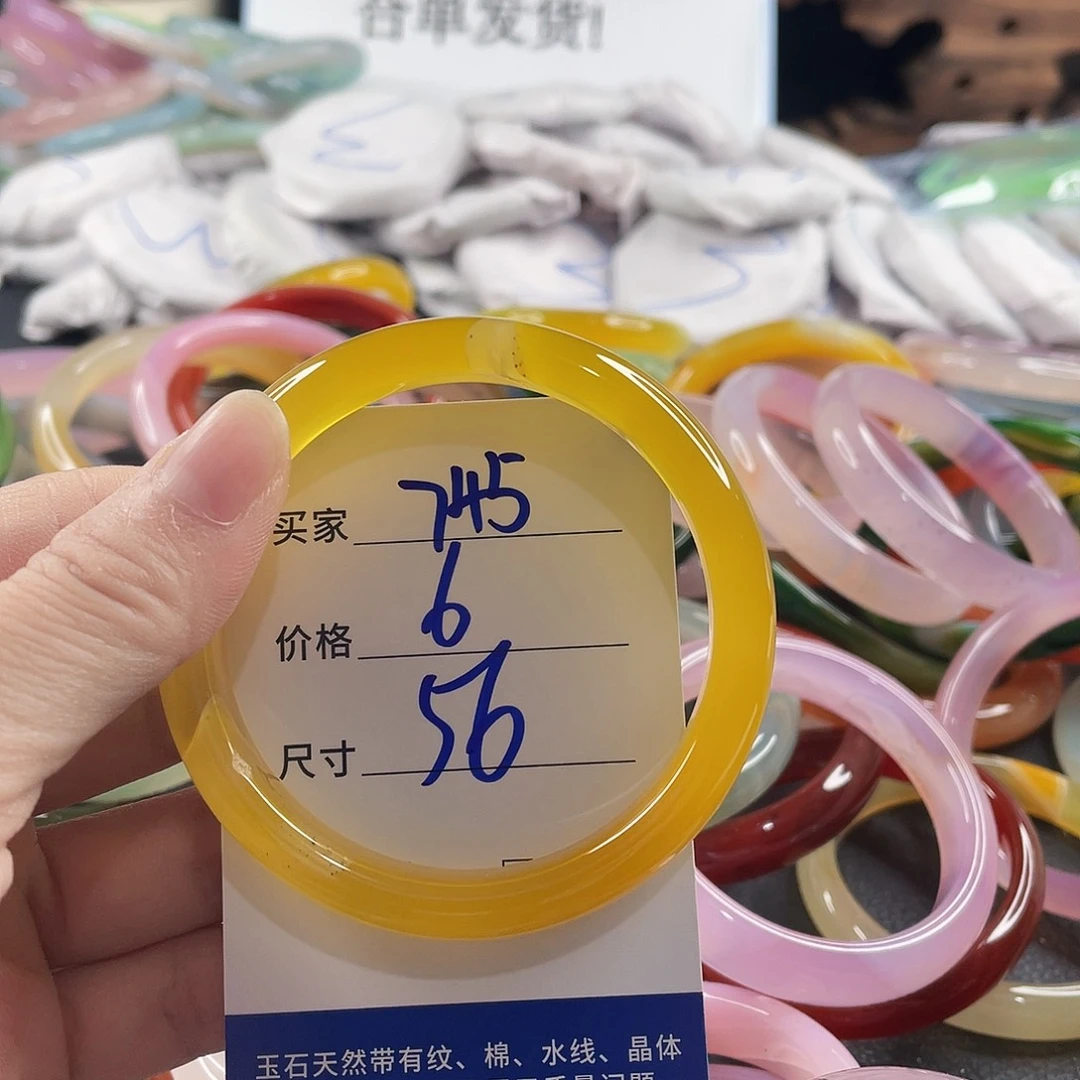 合单发货!
买家 745
价格 6
尺寸 56
玉石天然带有纹、棉、水线、晶体